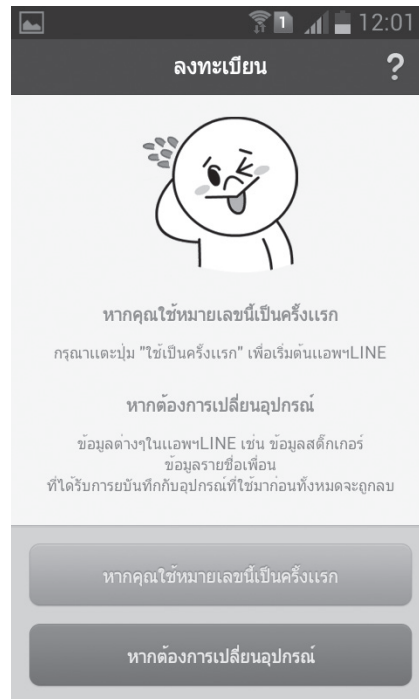 1 12:01
ลงทะเบียน ?
หากคุณใช้หมายเลขนี้เป็นครั้งแรก
กรุณาแตะปุ่ม "ใช้เป็นครั้งแรก" เพื่อเริ่มต้นแอพฯLINE
หากต้องการเปลี่ยนอุปกรณ์
ข้อมูลต่างๆในแอพฯLINE เช่น ข้อมูลสติ๊กเกอร์
ข้อมูลรายชื่อเพื่อน
ที่ได้รับการยบันทึกกับอุปกรณ์ที่ใช้มาก่อนทั้งหมดจะถูกลบ
หากคุณใช้หมายเลขนี้เป็นครั้งแรก
หากต้องการเปลี่ยนอุปกรณ์